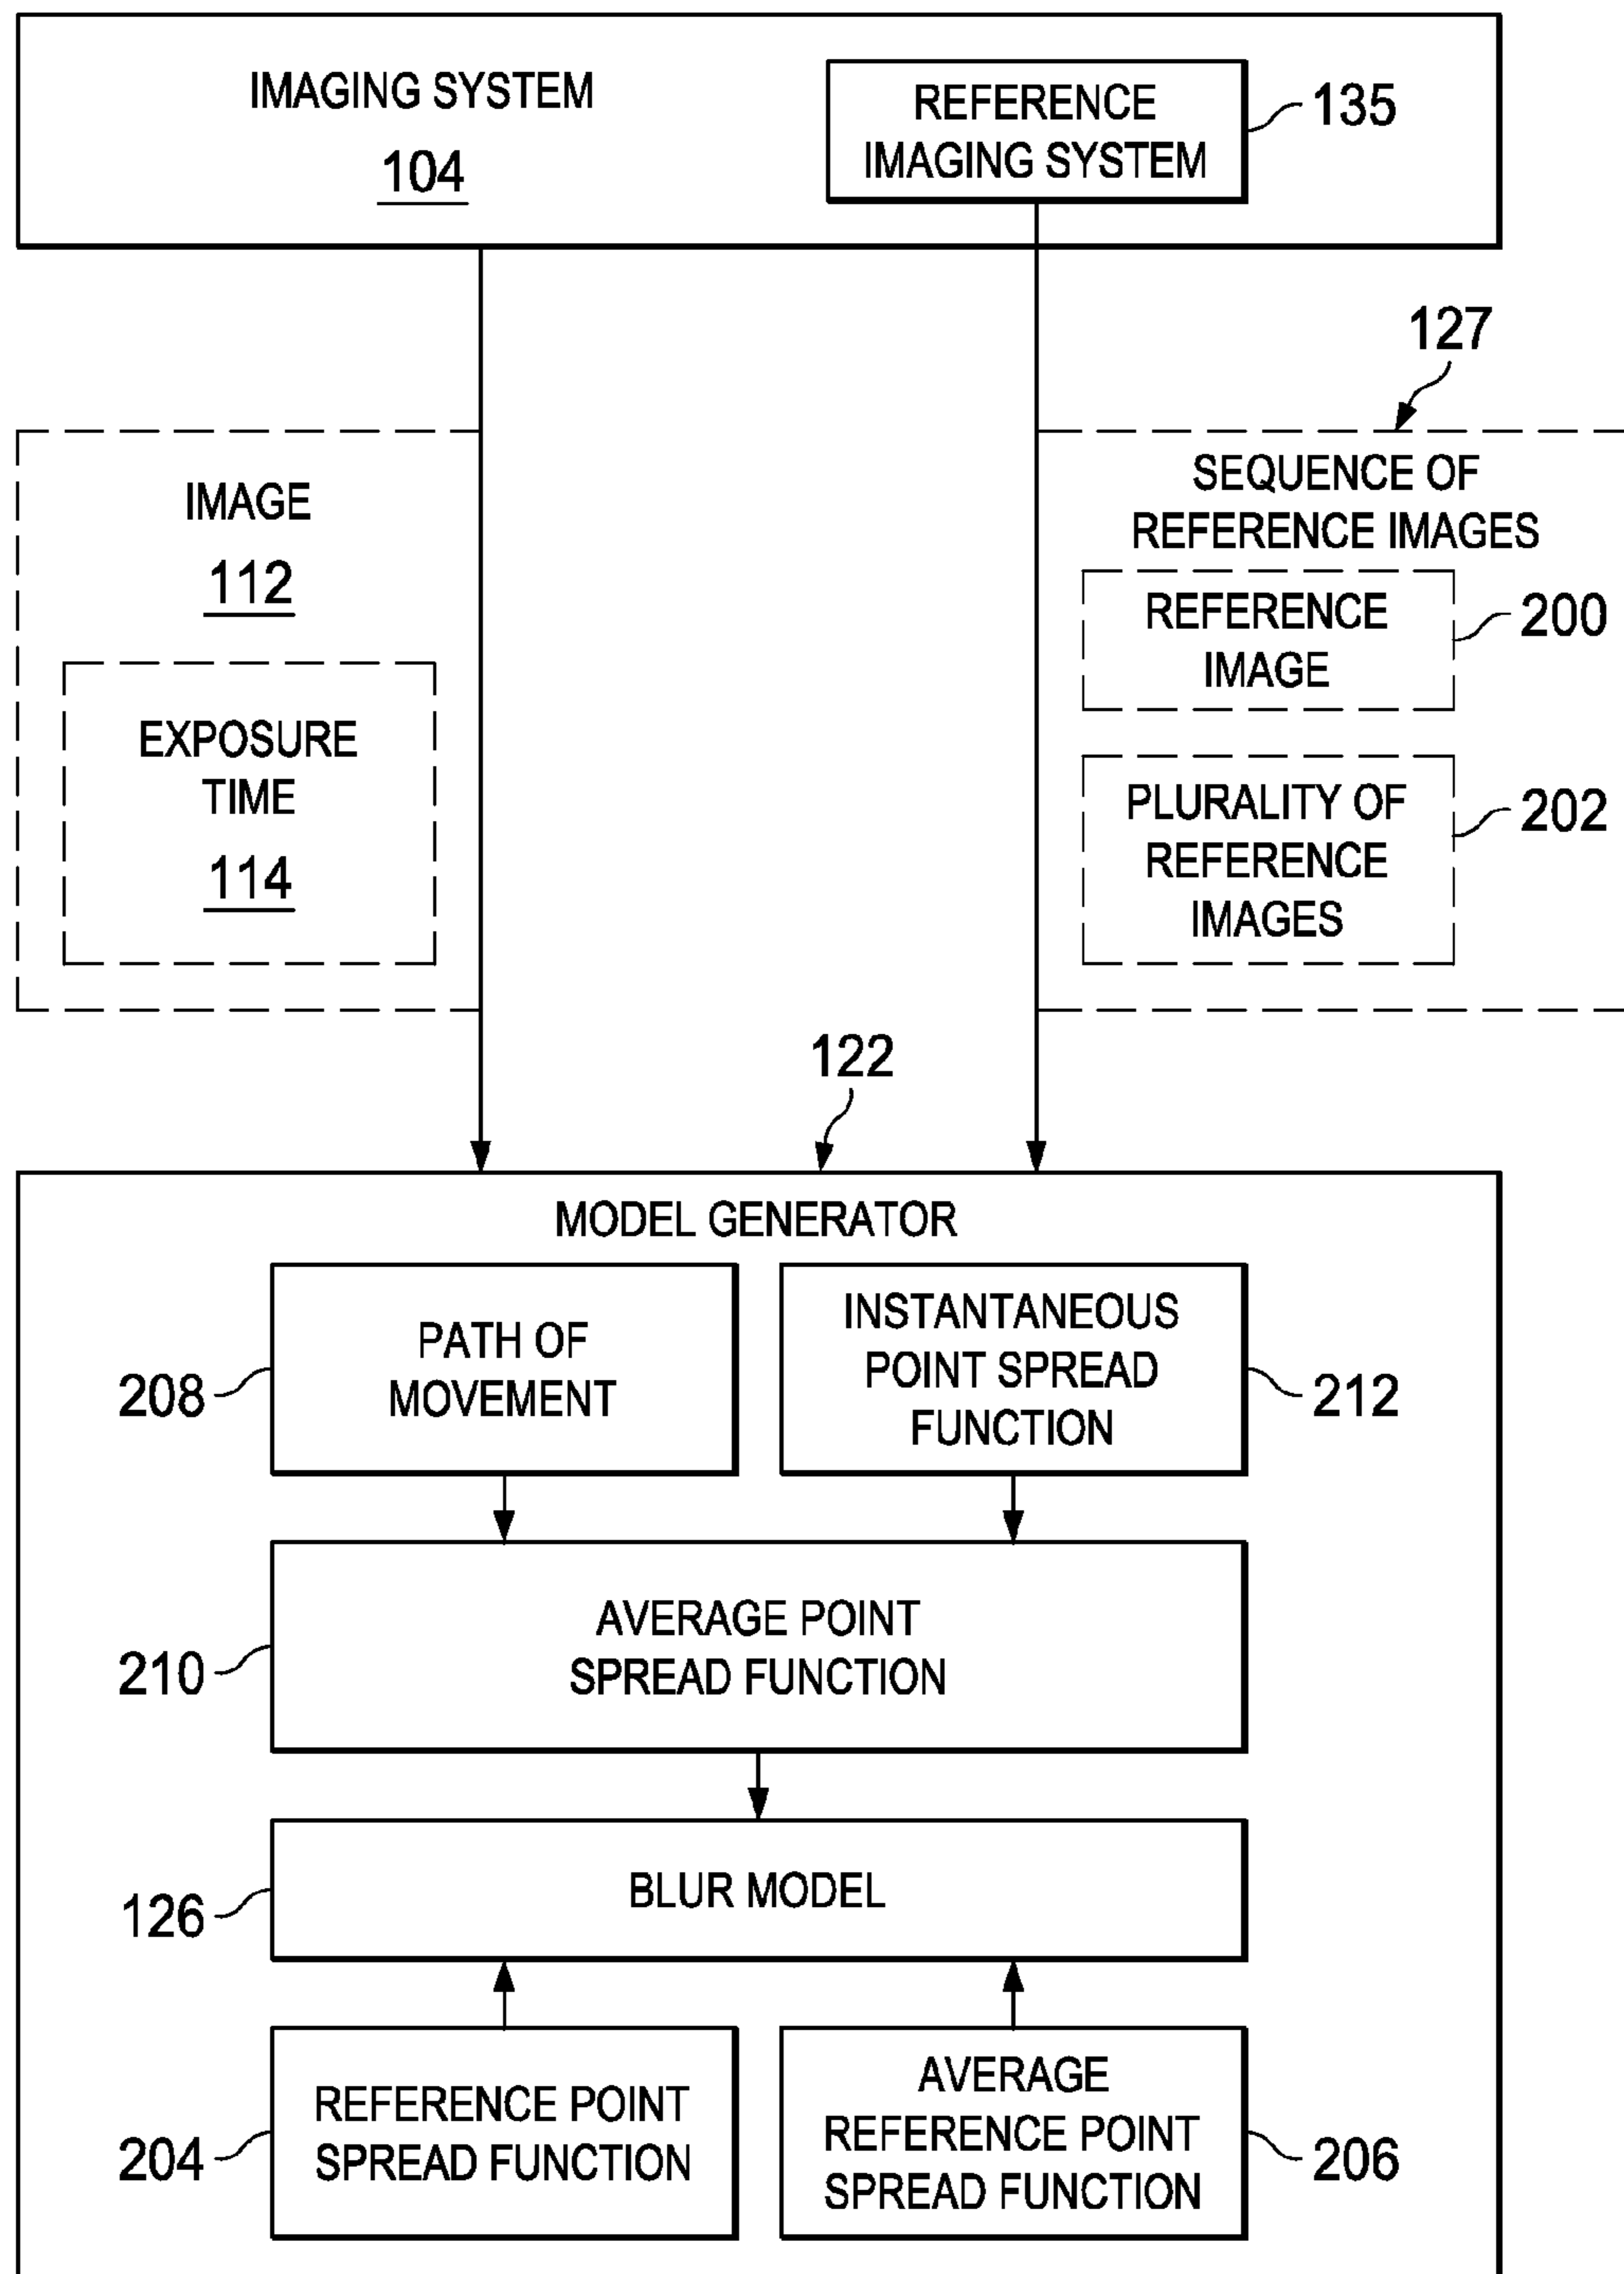 IMAGING SYSTEM
104
REFERENCE
IMAGING SYSTEM
135
127
IMAGE
112
EXPOSURE
TIME
114
SEQUENCE OF
REFERENCE IMAGES
REFERENCE
IMAGE
200
PLURALITY OF
REFERENCE
IMAGES
202
122
MODEL GENERATOR
PATH OF
MOVEMENT
208
INSTANTANEOUS
POINT SPREAD
FUNCTION
212
AVERAGE POINT
SPREAD FUNCTION
210
BLUR MODEL
126
REFERENCE POINT
SPREAD FUNCTION
204
AVERAGE
REFERENCE POINT
SPREAD FUNCTION
206